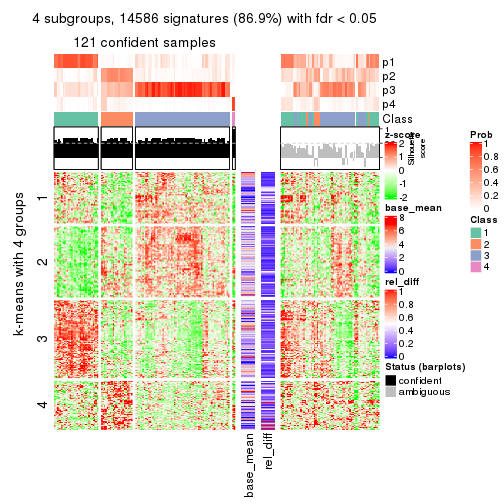 4 subgroups, 14586 signatures (86.9%) with fdr < 0.05
121 confident samples
p1
p2
p3
p4
Class
1
Silhouette
score
k-means with 4 groups
1
2
3
4
base_mean
rel_diff
z-score
2
1
0
-1
-2
base_mean
8
6
4
2
0
rel_diff
1
0.8
0.6
0.4
0.2
0
Status (barplots)
confident
ambiguous
Prob
1
0.8
0.6
0.4
0.2
0
Class
1
2
3
4